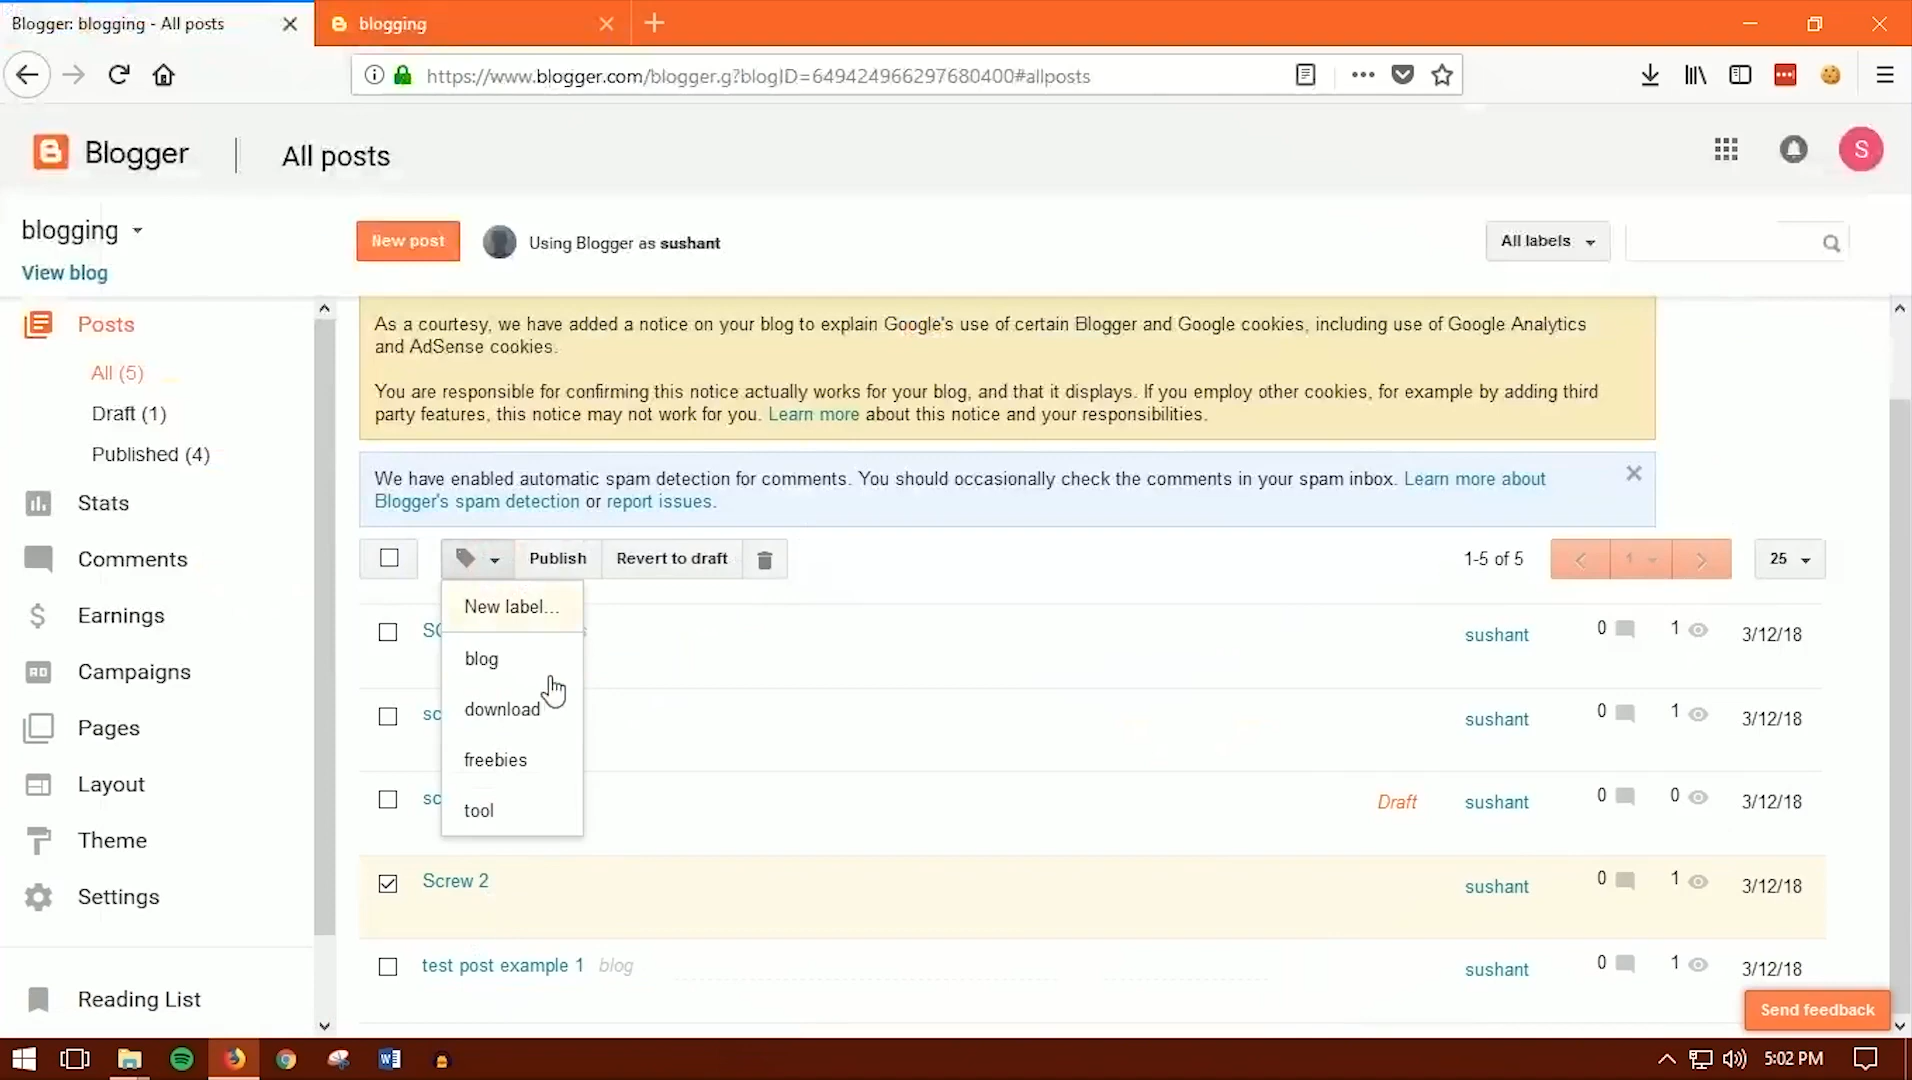 Blogger: blogging - All posts
blogging
https://www.blogger.com/blogger.g?blogID=649424966297680400#allposts
Blogger
All posts
S
blogging
View blog
New post
Using Blogger as sushant
All labels
Posts
All (5)
Draft (1)
Published (4)
Stats
Comments
Earnings
Campaigns
Pages
Layout
Theme
Settings
Reading List
As a courtesy, we have added a notice on your blog to explain Google's use of certain Blogger and Google cookies, including use of Google Analytics
and AdSense cookies.
You are responsible for confirming this notice actually works for your blog, and that it displays. If you employ other cookies, for example by adding third
party features, this notice may not work for you. Learn more about this notice and your responsibilities.
We have enabled automatic spam detection for comments. You should occasionally check the comments in your spam inbox. Learn more about
Blogger's spam detection or report issues.
Publish
Revert to draft
1-5 of 5
1
25
New label...
blog
download
freebies
tool
sushant 0 1 3/12/18
sc sushant 0 1 3/12/18
sc Draft sushant 0 0 3/12/18
Screw 2 sushant 0 1 3/12/18
test post example 1 blog sushant 0 1 3/12/18
Send feedback
5:02 PM